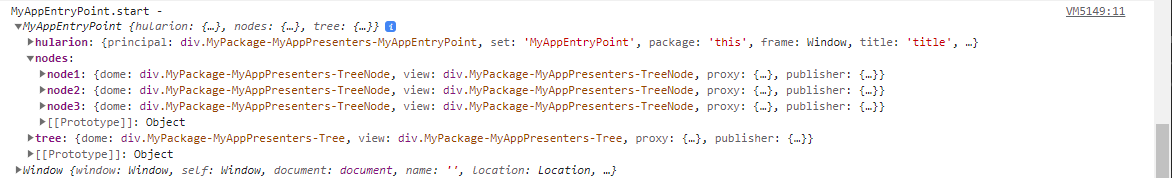 MyAppEntryPoint.start - VM5149:11
▼MyAppEntryPoint {hularion: {…}, nodes: {…}, tree: {…}} i
▶hularion: {principal: div.MyPackage-MyAppPresenters-MyAppEntryPoint, set: 'MyAppEntryPoint', package: 'this', frame: Window, title: 'title', …}
▼nodes:
▶node1: {dome: div.MyPackage-MyAppPresenters-TreeNode, view: div.MyPackage-MyAppPresenters-TreeNode, proxy: {…}, publisher: {…}}
▶node2: {dome: div.MyPackage-MyAppPresenters-TreeNode, view: div.MyPackage-MyAppPresenters-TreeNode, proxy: {…}, publisher: {…}}
▶node3: {dome: div.MyPackage-MyAppPresenters-TreeNode, view: div.MyPackage-MyAppPresenters-TreeNode, proxy: {…}, publisher: {…}}
▶[[Prototype]]: Object
▶tree: {dome: div.MyPackage-MyAppPresenters-Tree, view: div.MyPackage-MyAppPresenters-Tree, proxy: {…}, publisher: {…}}
▶[[Prototype]]: Object
▶Window {window: Window, self: Window, document: document, name: '', location: Location, …}